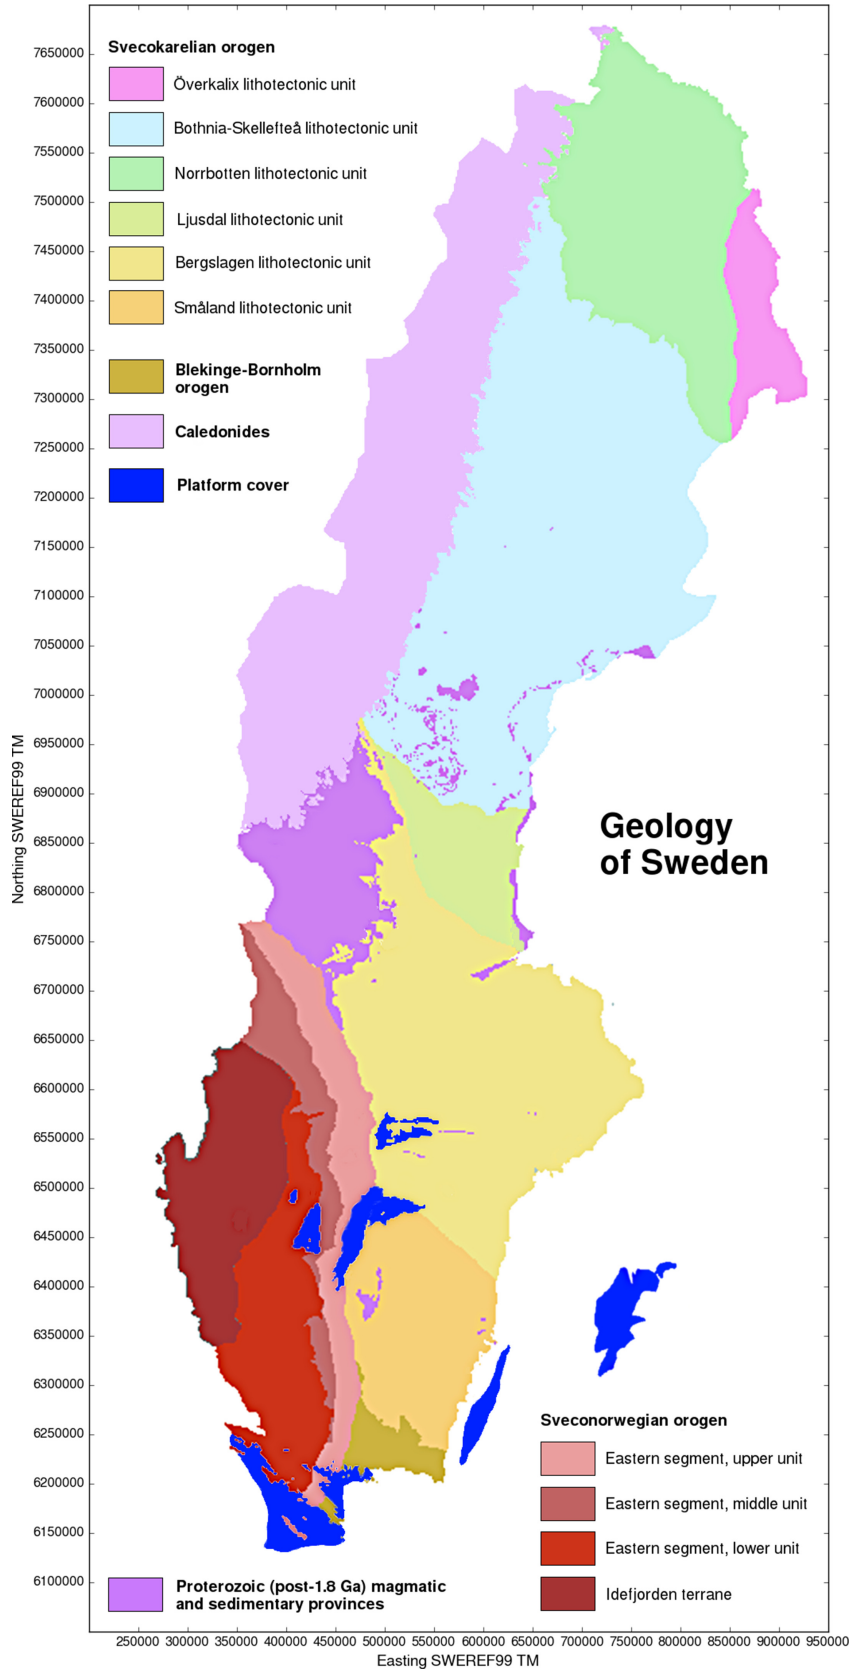 Svecokarelian orogen
Överkalix lithotectonic unit
Bothnia-Skellefteå lithotectonic unit
Norrbotten lithotectonic unit
Ljusdal lithotectonic unit
Bergslagen lithotectonic unit
Småland lithotectonic unit
Blekinge-Bornholm
orogen
Caledonides
Platform cover
Geology
of Sweden
Sveconorwegian orogen
Eastern segment, upper unit
Eastern segment, middle unit
Eastern segment, lower unit
Idefjorden terrane
Proterozoic (post-1.8 Ga) magmatic
and sedimentary provinces
7650000
7600000
7550000
7500000
7450000
7400000
7350000
7300000
7250000
7200000
7150000
7100000
7050000
7000000
6950000
6900000
6850000
6800000
6750000
6700000
6650000
6600000
6550000
6500000
6450000
6400000
6350000
6300000
6250000
6200000
6150000
6100000
Northing SWEREF99 TM
250000 300000 350000 400000 450000 500000 550000 600000 650000 700000 750000 800000 850000 900000 950000
Easting SWEREF99 TM